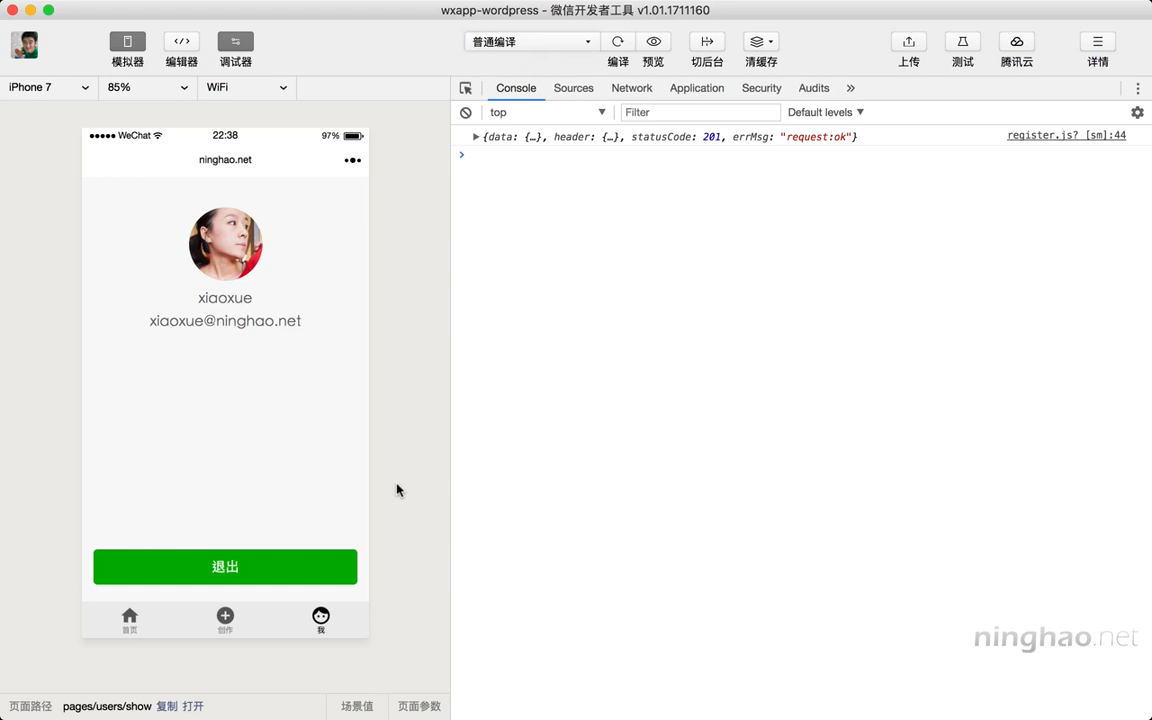 wxapp-wordpress - 微信开发者工具 v1.01.1711160
模拟器 编辑器 调试器
普通编译
编译 预览 切后台 清缓存
上传 测试 腾讯云 详情
iPhone 7 85% WiFi
Console Sources Network Application Security Audits »
top Filter Default levels
{data: {…}, header: {…}, statusCode: 201, errMsg: "request:ok"}
register.js? [sm]:44
WeChat 22:38 97%
ninghao.net
xiaoxue
xiaoxue@ninghao.net
退出
首页 创作 我
ninghao.net
页面路径 pages/users/show 复制 打开 场景值 页面参数